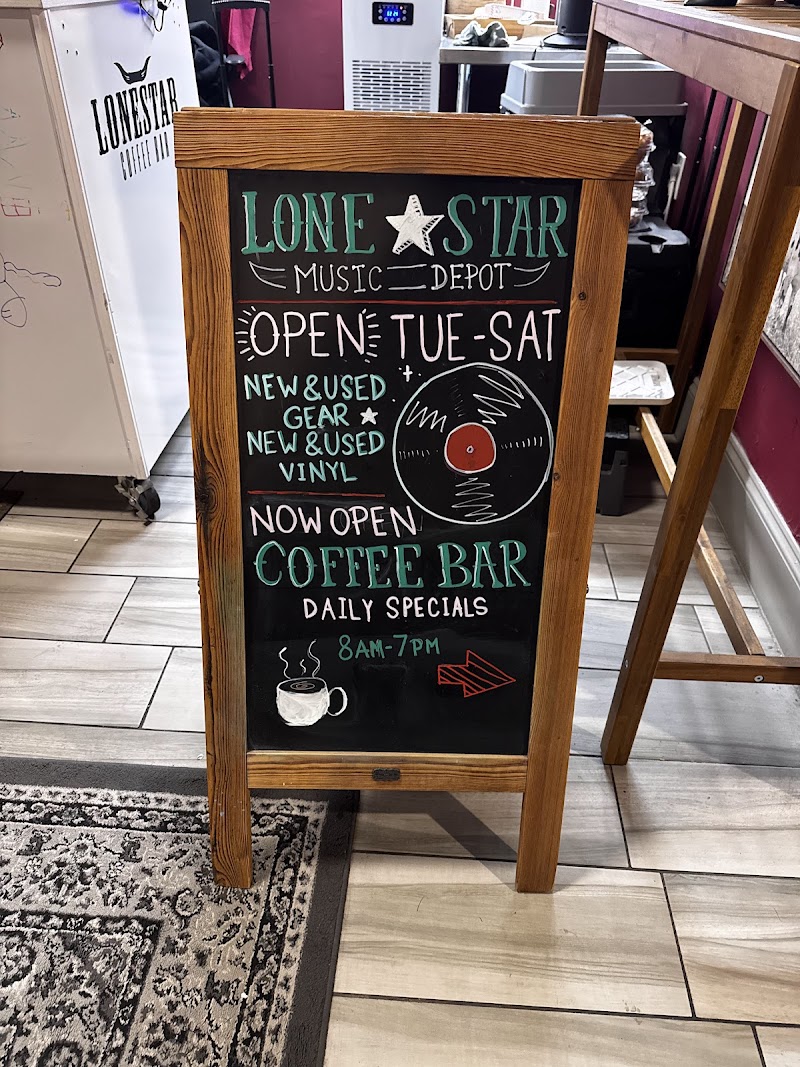 LONESTAR
COFFEE BAR
LONE STAR
MUSIC DEPOT
OPEN TUE-SAT
NEW & USED
GEAR
NEW & USED
VINYL
NOW OPEN
COFFEE BAR
DAILY SPECIALS
8AM-7PM